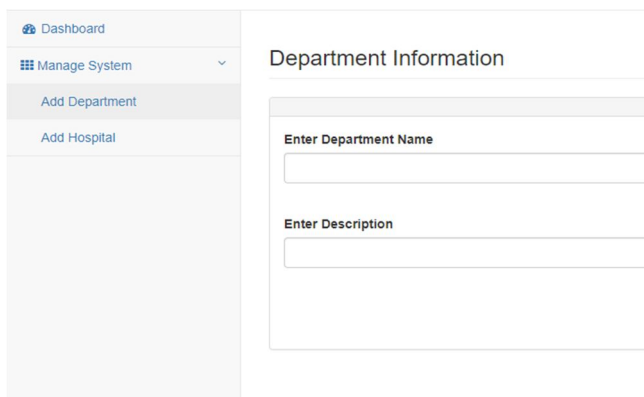 Dashboard
Manage System
Add Department
Add Hospital
Department Information
Enter Department Name
Enter Description